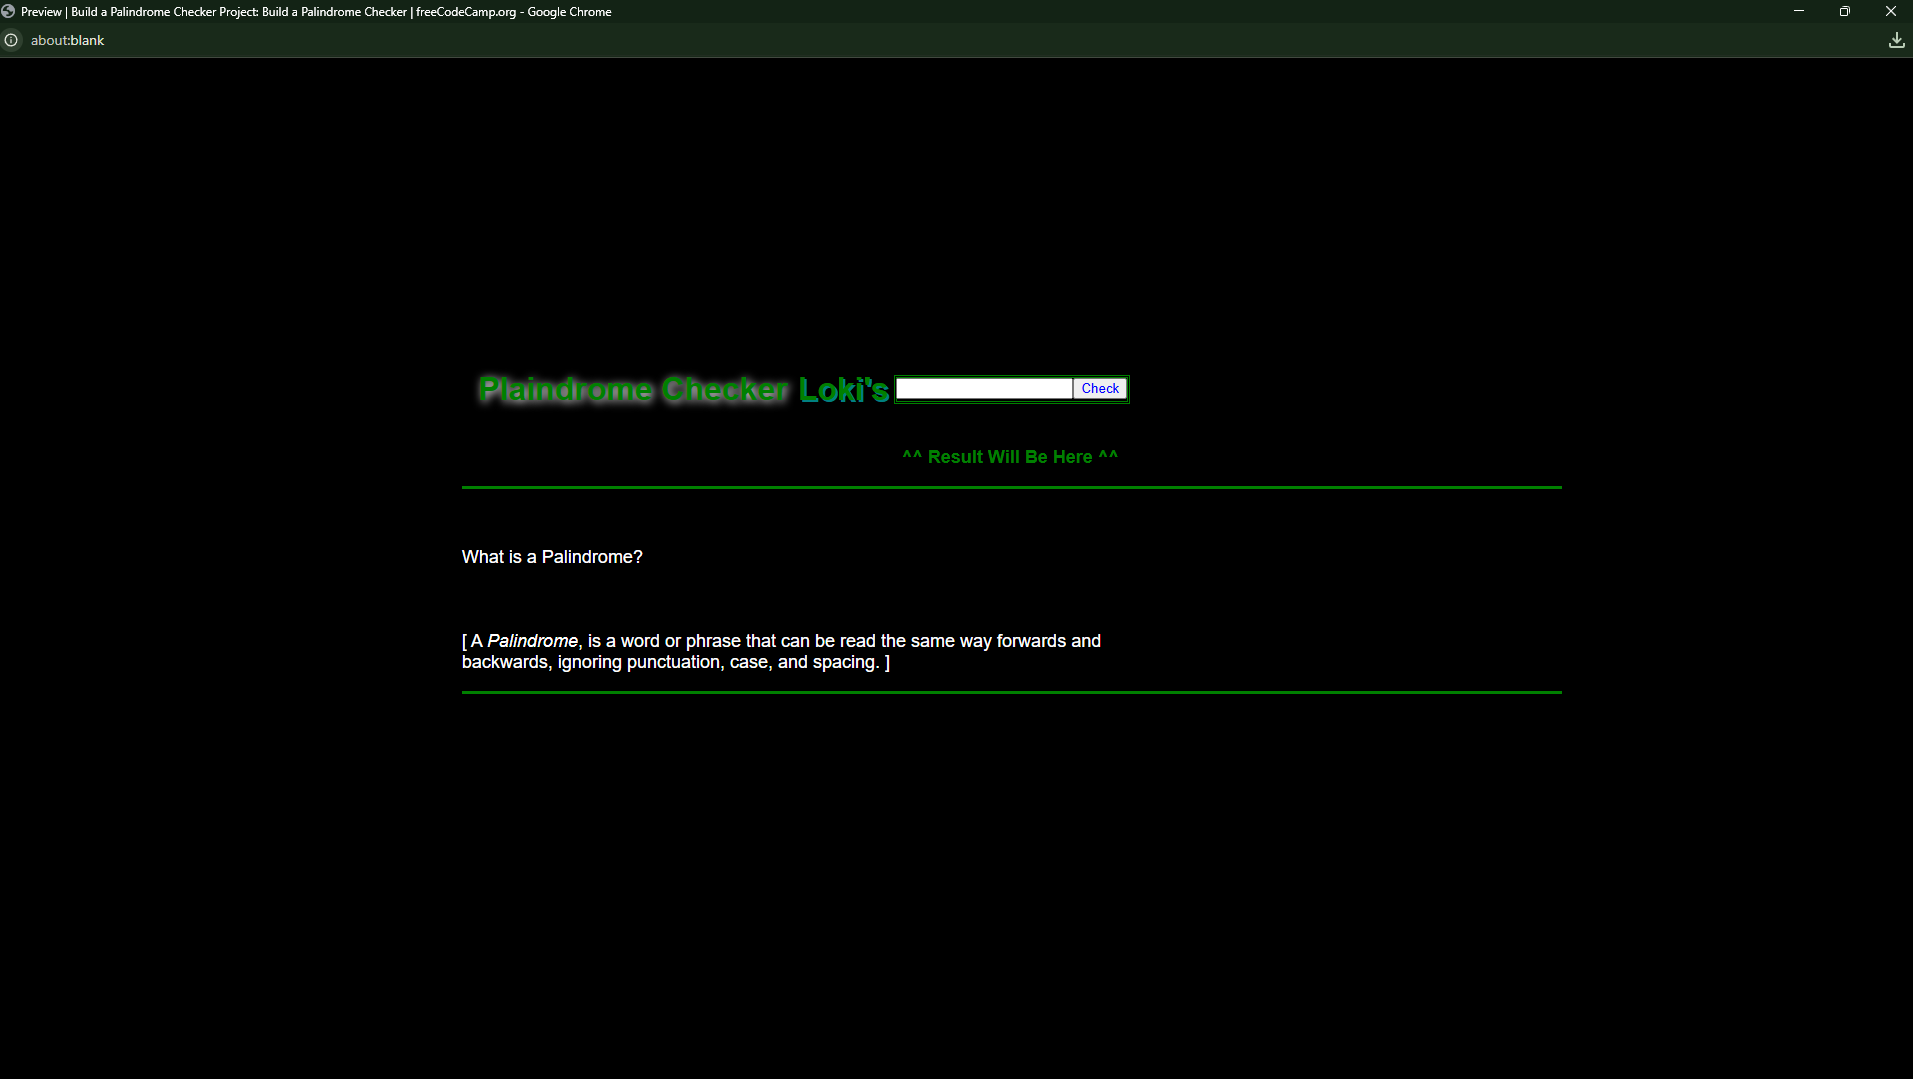 Preview | Build a Palindrome Checker Project: Build a Palindrome Checker | freeCodeCamp.org - Google Chrome
about:blank
Plaindrome Checker Loki's Check
^^ Result Will Be Here ^^
What is a Palindrome?
[ A Palindrome, is a word or phrase that can be read the same way forwards and
backwards, ignoring punctuation, case, and spacing. ]